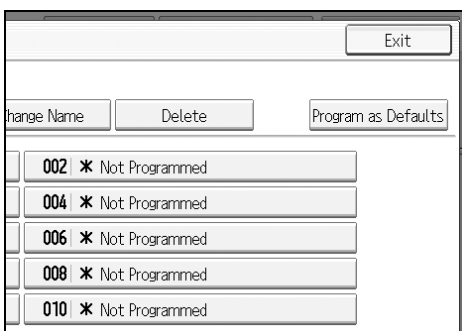 Exit
hange Name Delete Program as Defaults
002 * Not Programmed
004 * Not Programmed
006 * Not Programmed
008 * Not Programmed
010 * Not Programmed